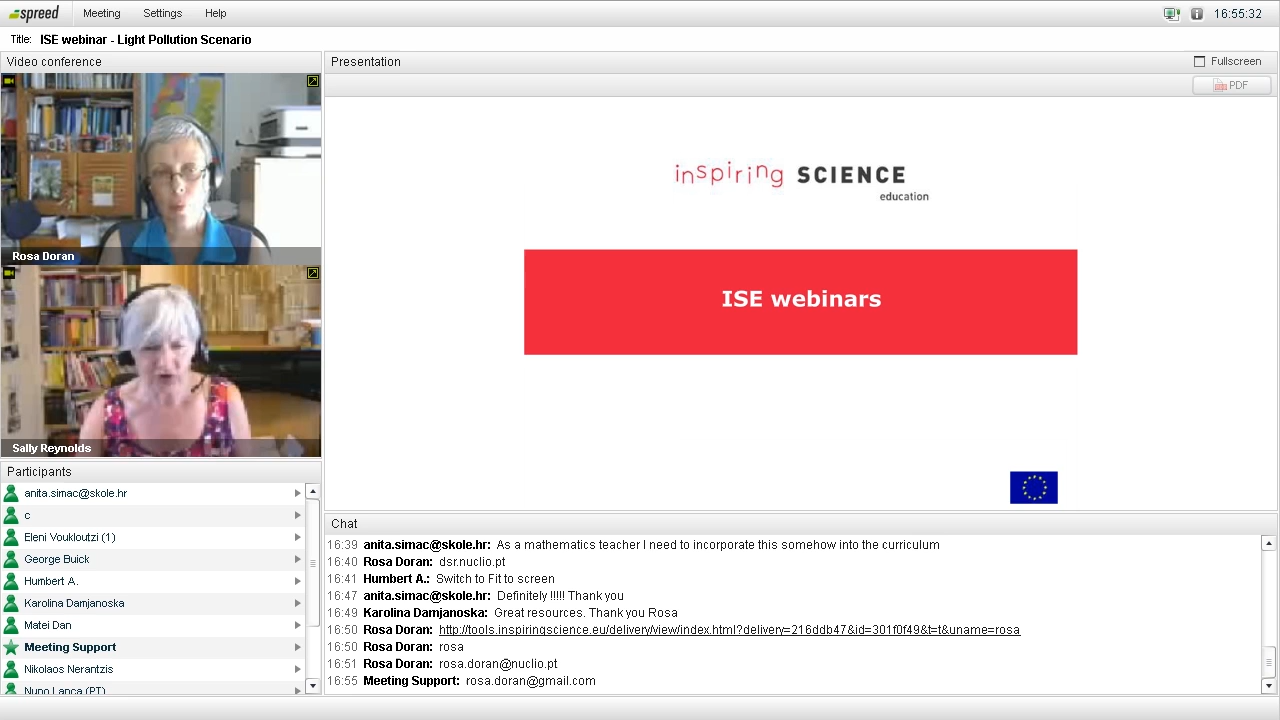 spreed Meeting Settings Help 16:55:32
Title: ISE webinar - Light Pollution Scenario
Video conference
Rosa Doran
Sally Reynolds
Participants
anita.simac@skole.hr
c
Eleni Voukloutzi (1)
George Buick
Humbert A.
Karolina Damjanoska
Matei Dan
Meeting Support
Nikolaos Nerantzis
Nuno Lança (PT)
Presentation
Fullscreen
PDF
inspiring SCIENCE
education
ISE webinars
Chat
16:39 anita.simac@skole.hr: As a mathematics teacher I need to incorporate this somehow into the curriculum
16:40 Rosa Doran: dsr.nuclio.pt
16:41 Humbert A.: Switch to Fit to screen
16:47 anita.simac@skole.hr: Definitely !!!!! Thank you
16:49 Karolina Damjanoska: Great resources. Thank you Rosa
16:50 Rosa Doran: http://tools.inspiringscience.eu/delivery/view/index.html?delivery=216ddb47&id=301f0f49&t=t&uname=rosa
16:50 Rosa Doran: rosa
16:51 Rosa Doran: rosa.doran@nuclio.pt
16:55 Meeting Support: rosa.doran@gmail.com